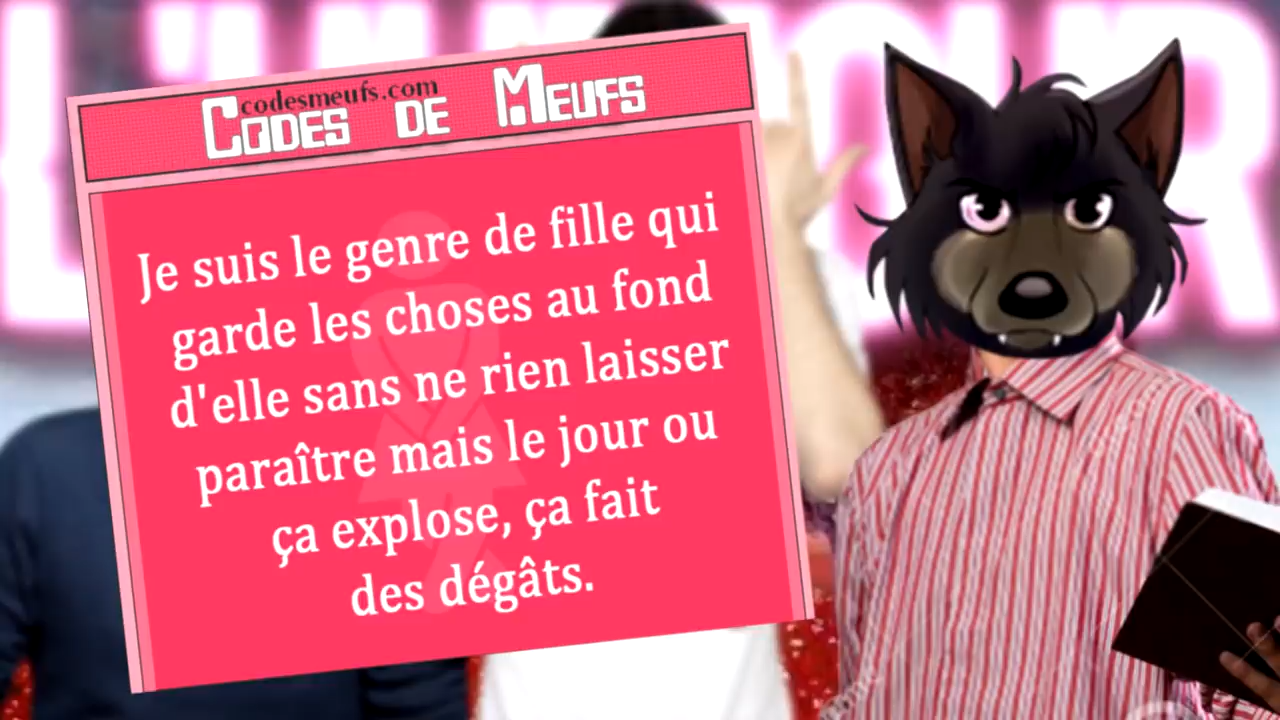 codesmeufs.com
CODES DE MEUFS
Je suis le genre de fille qui
garde les choses au fond
d'elle sans ne rien laisser
paraître mais le jour ou
ça explose, ça fait
des dégâts.